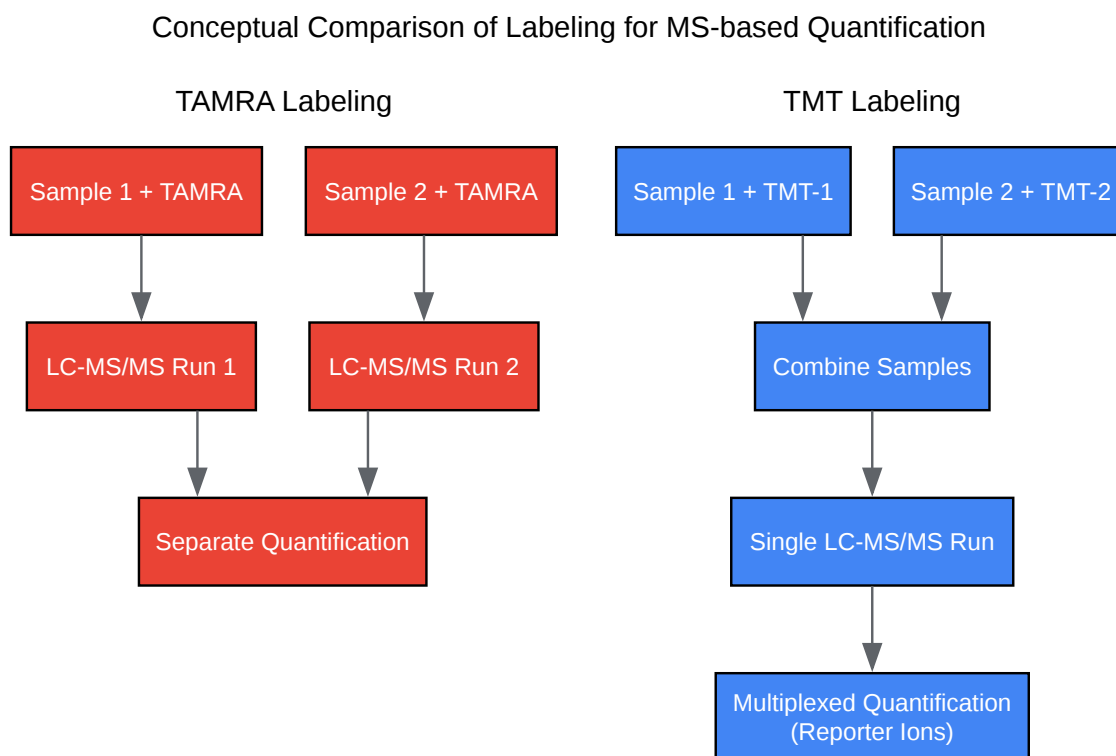 Conceptual Comparison of Labeling for MS-based Quantification
TAMRA Labeling
Sample 1 + TAMRA
Sample 2 + TAMRA
LC-MS/MS Run 1
LC-MS/MS Run 2
Separate Quantification
TMT Labeling
Sample 1 + TMT-1
Sample 2 + TMT-2
Combine Samples
Single LC-MS/MS Run
Multiplexed Quantification
(Reporter Ions)